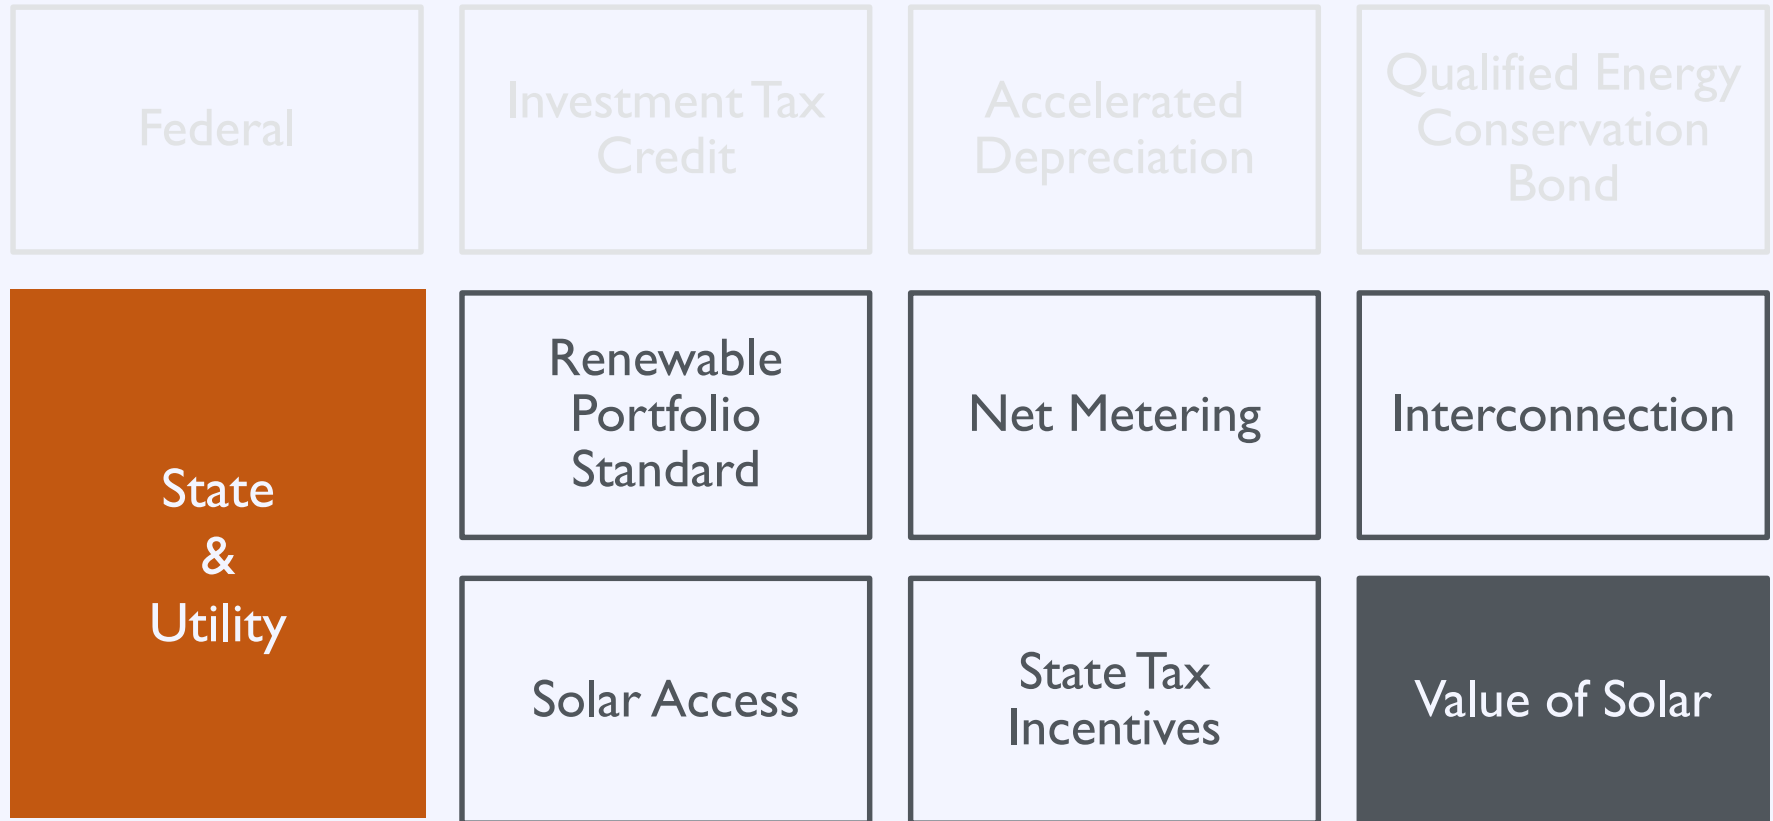 Federal
Investment Tax
Credit
Accelerated
Depreciation
Qualified Energy
Conservation
Bond
State
&
Utility
Renewable
Portfolio
Standard
Net Metering
Interconnection
Solar Access
State Tax
Incentives
Value of Solar